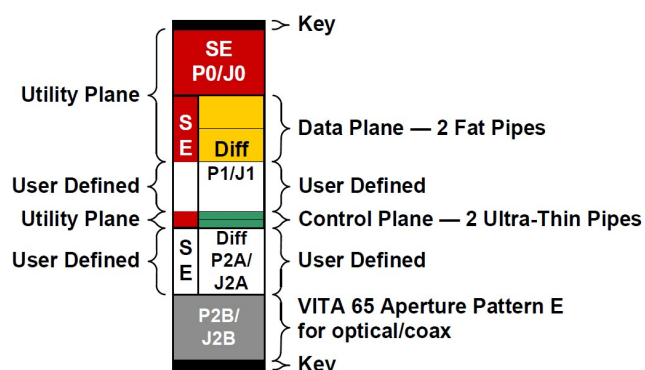 Key
SE
P0/J0
Utility Plane
S
E
Diff
Data Plane — 2 Fat Pipes
P1/J1
User Defined
User Defined
Utility Plane
Control Plane — 2 Ultra-Thin Pipes
User Defined
S
E
Diff
P2A/
J2A
User Defined
P2B/
J2B
VITA 65 Aperture Pattern E
for optical/coax
Key